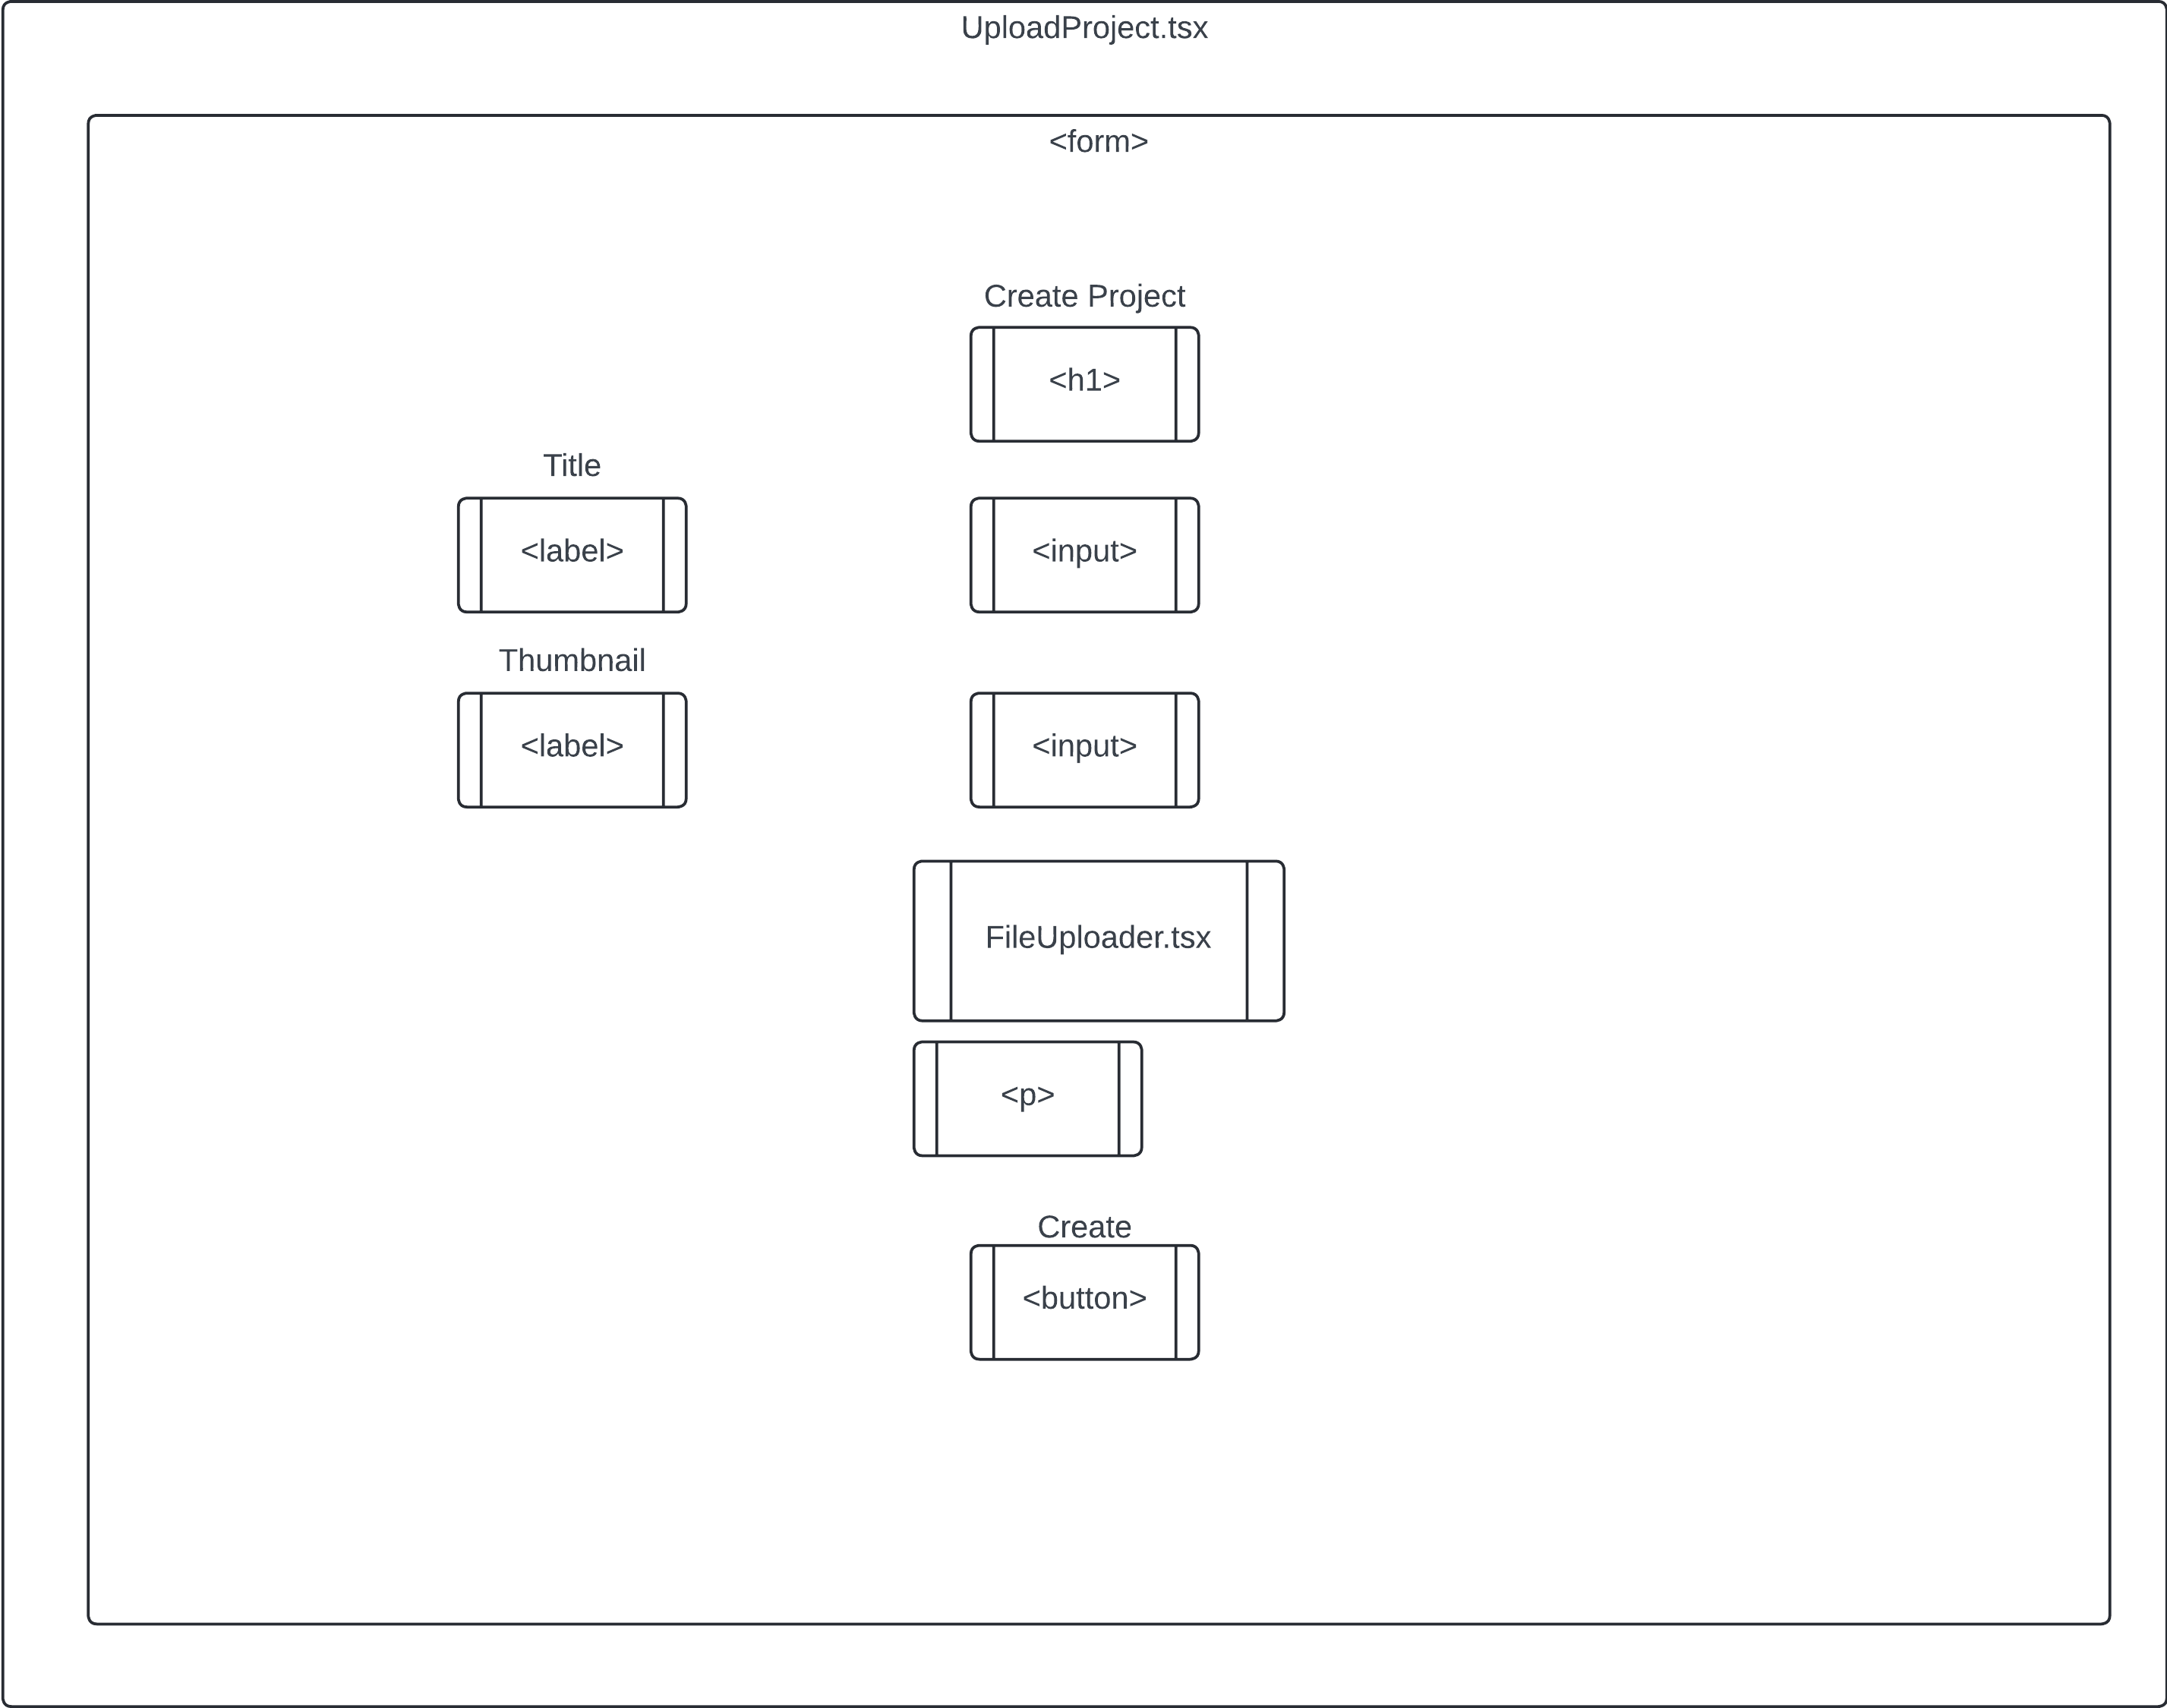 UploadProject.tsx
<form>
Create Project
<h1>
Title
<label>
<input>
Thumbnail
<label>
<input>
FileUploader.tsx
<p>
Create
<button>